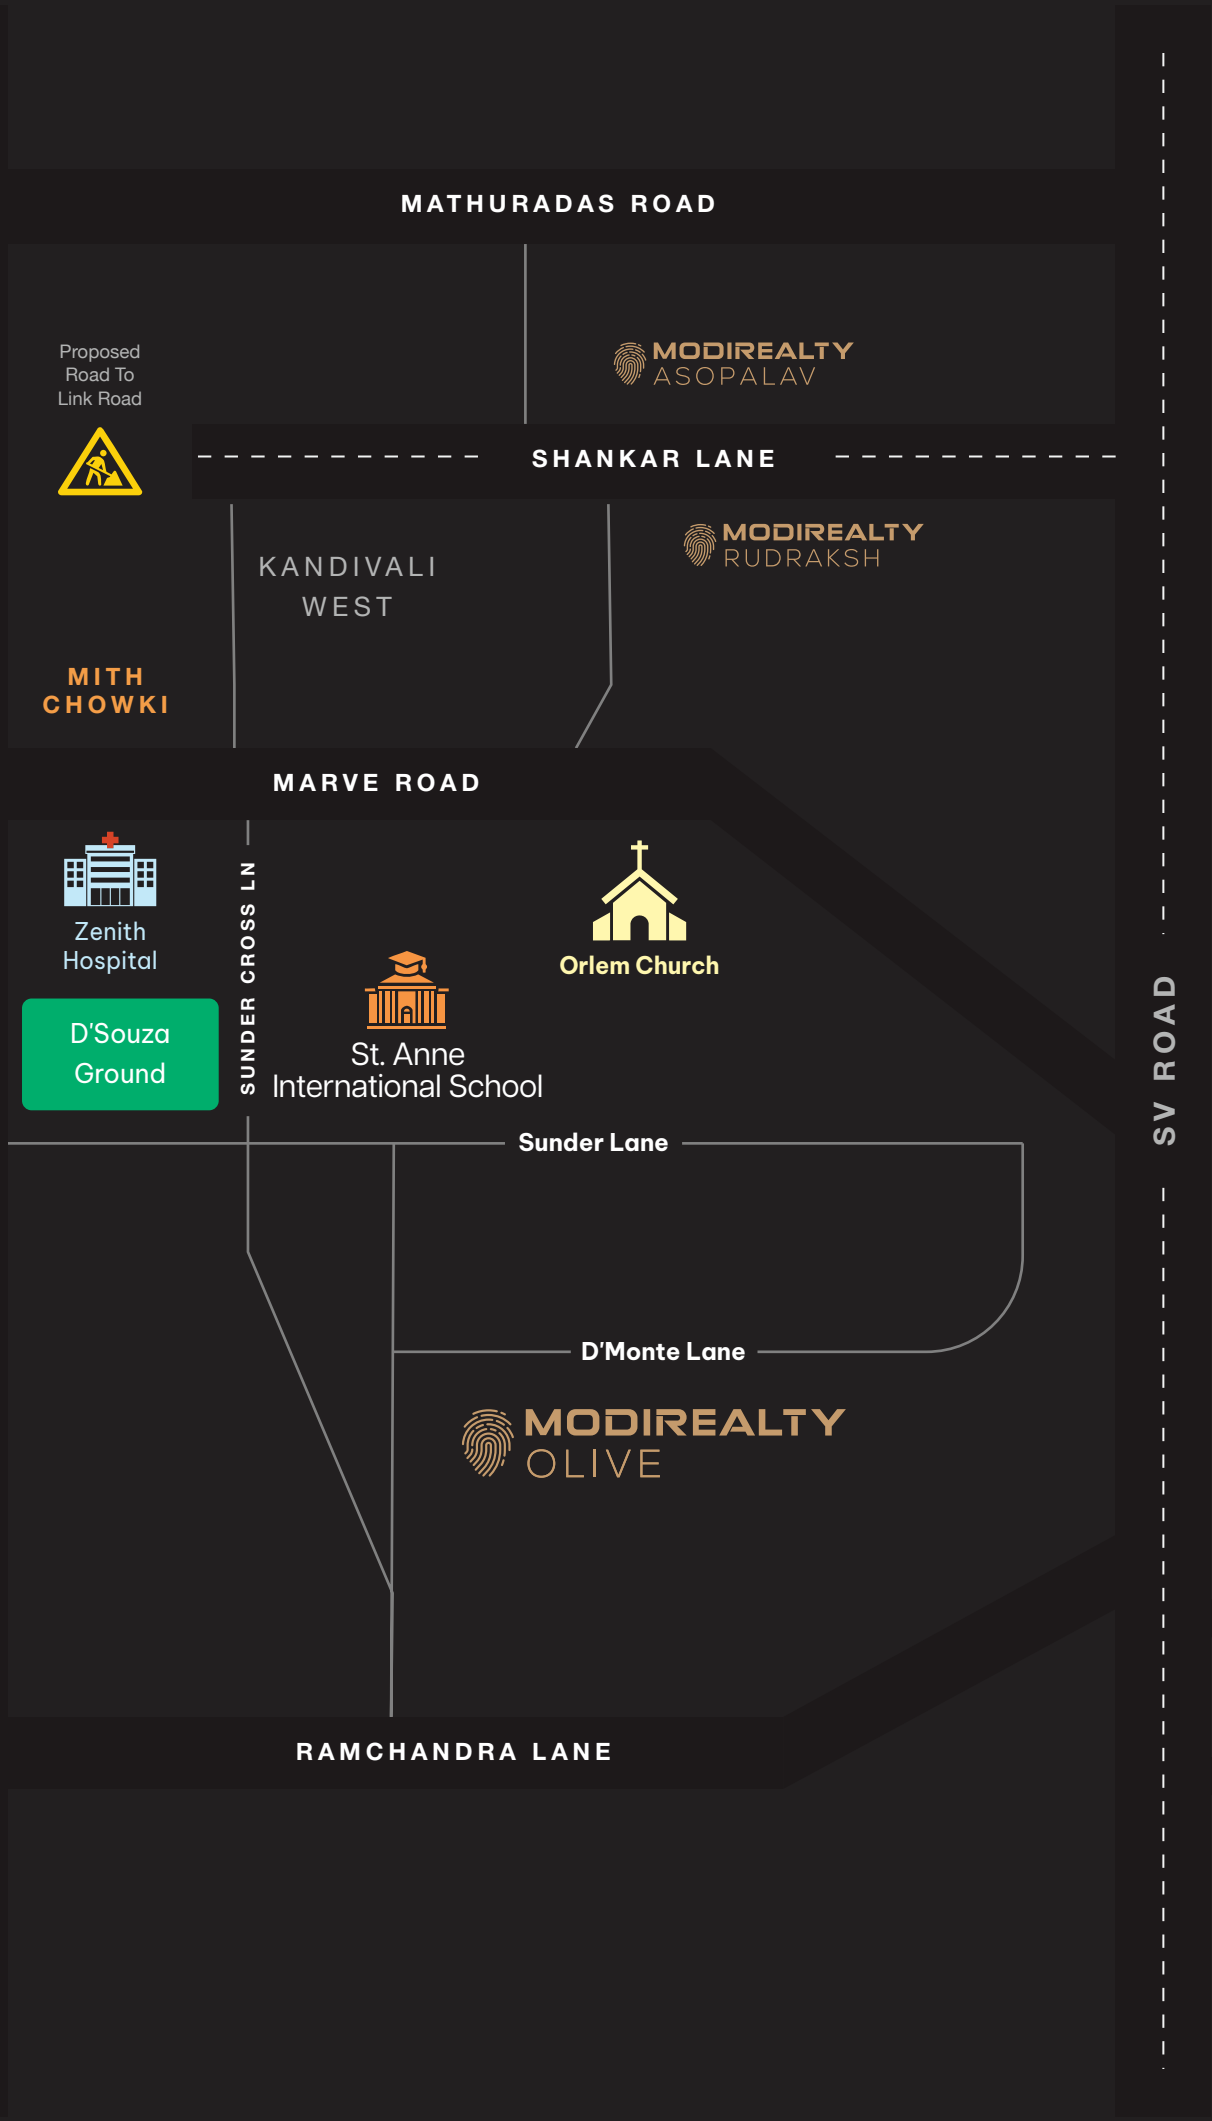 MATHURADAS ROAD
Proposed
Road To
Link Road
MODIREALTY
ASOPALAV
SHANKAR LANE
MODIREALTY
RUDRAKSH
KANDIVALI
WEST
MITH
CHOWKI
MARVE ROAD
Zenith
Hospital
SUNDER CROSS LN
Orlem Church
D'Souza
Ground
St. Anne
International School
SV ROAD
Sunder Lane
D'Monte Lane
MODIREALTY
OLIVE
RAMCHANDRA LANE